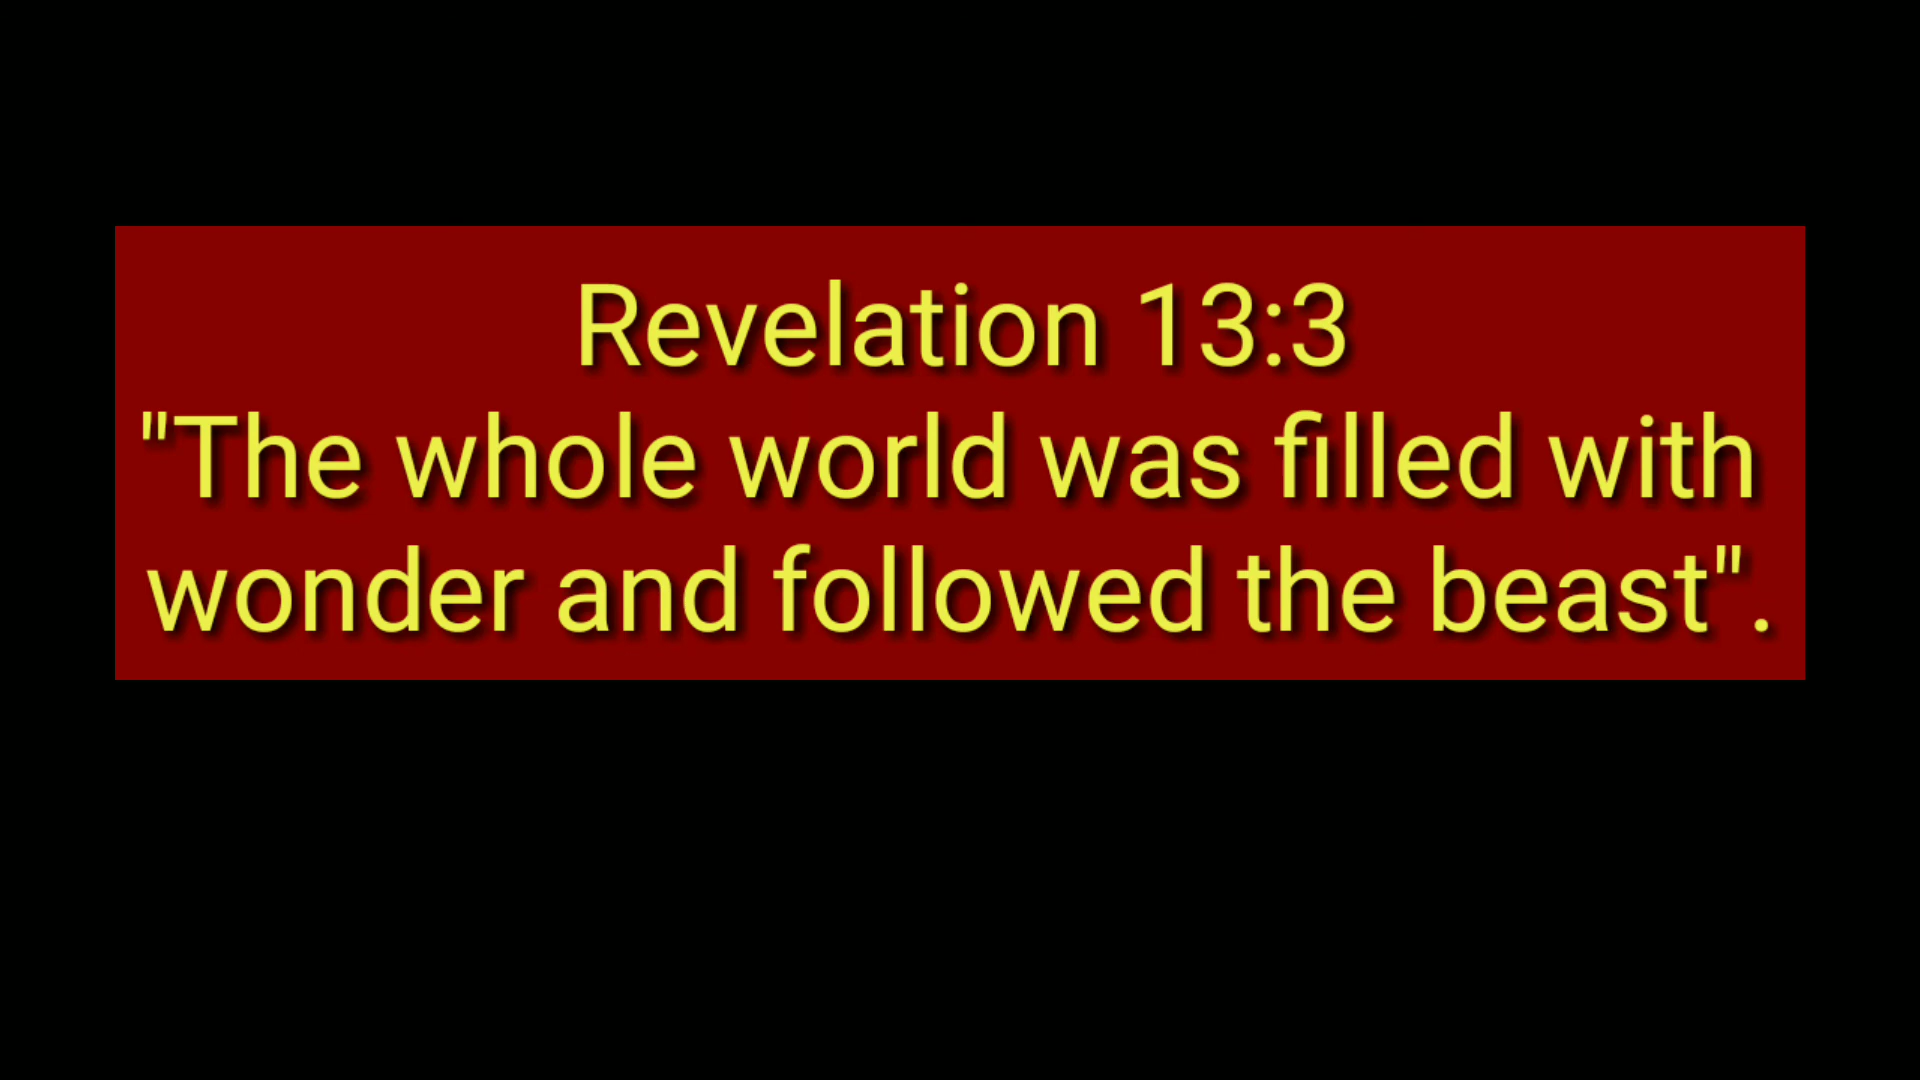 Revelation 13:3
"The whole world was filled with
wonder and followed the beast".